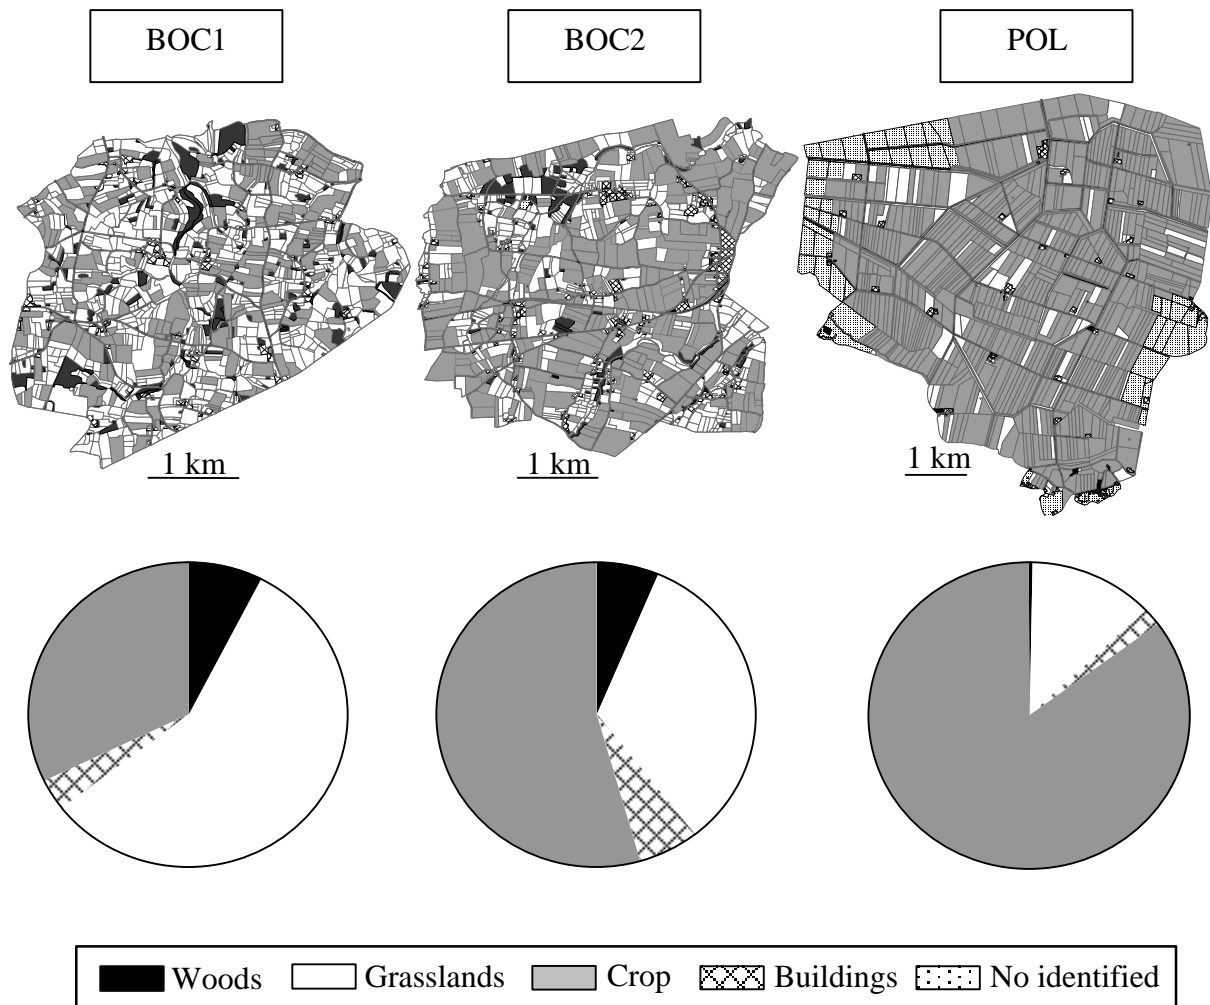 BOC1
BOC2
POL
1 km
1 km
1 km
Woods
Grasslands
Crop
Buildings
No identified